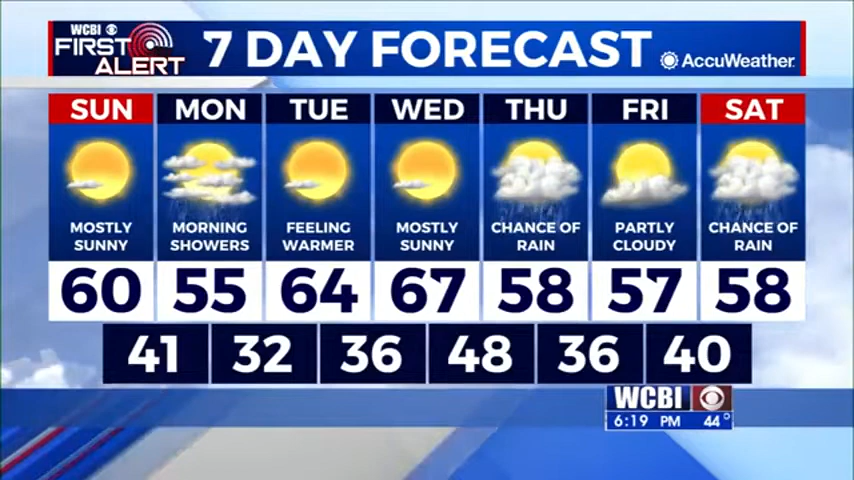 WCBI
FIRST
ALERT
7 DAY FORECAST
AccuWeather
SUN MON TUE WED THU FRI SAT
MOSTLY SUNNY
MORNING SHOWERS
FEELING WARMER
MOSTLY SUNNY
CHANCE OF RAIN
PARTLY CLOUDY
CHANCE OF RAIN
60 55 64 67 58 57 58
41 32 36 48 36 40
WCBI
6:19 PM 44°